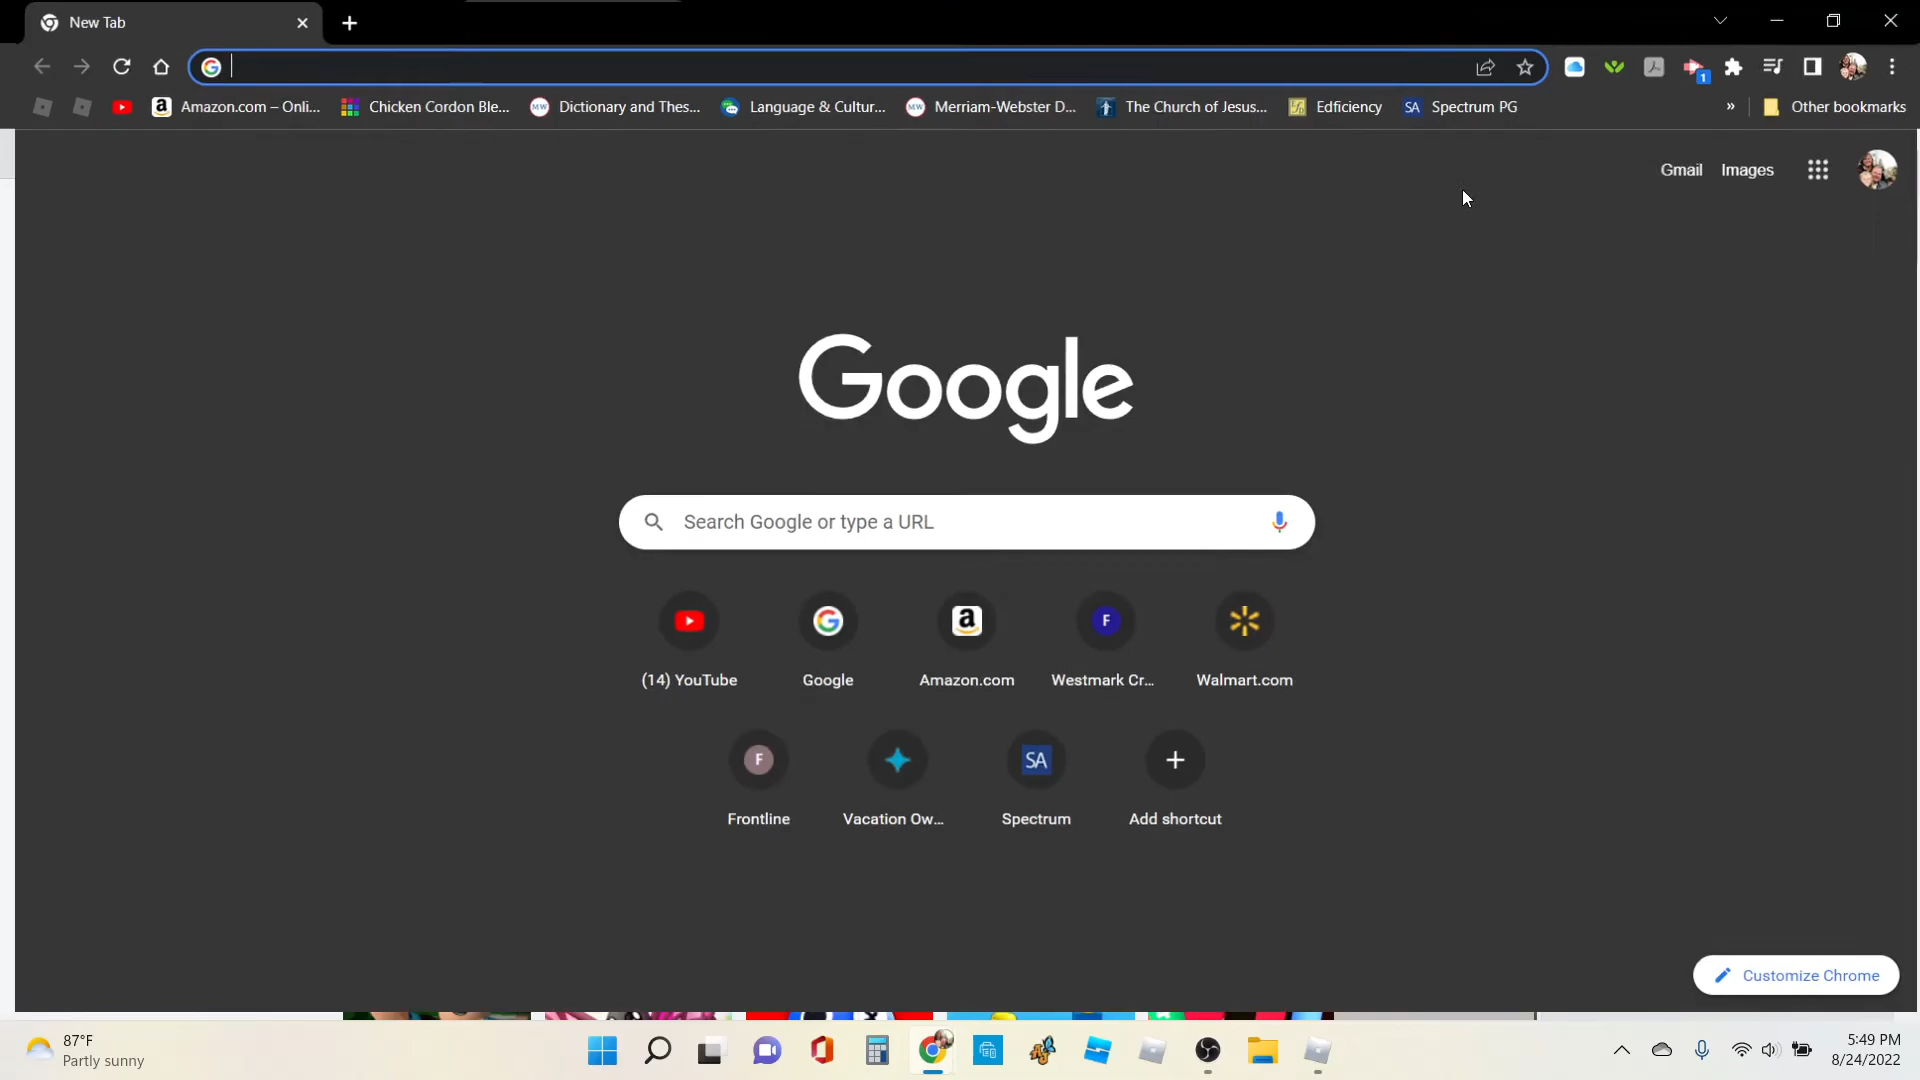 New Tab
Amazon.com – Onli...
Chicken Cordon Ble...
MW
Dictionary and Thes...
Language & Cultur...
MW
Merriam-Webster D...
The Church of Jesus...
Edficiency
SA
Spectrum PG
»
Other bookmarks
1
Gmail
Images
Google
Search Google or type a URL
F
(14) YouTube
Google
Amazon.com
Westmark Cr...
Walmart.com
F
SA
Frontline
Vacation Ow...
Spectrum
Add shortcut
Customize Chrome
87°F
Partly sunny
5:49 PM
8/24/2022